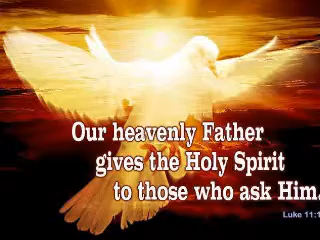 Our heavenly Father
gives the Holy Spirit
to those who ask Him.
Luke 11:1